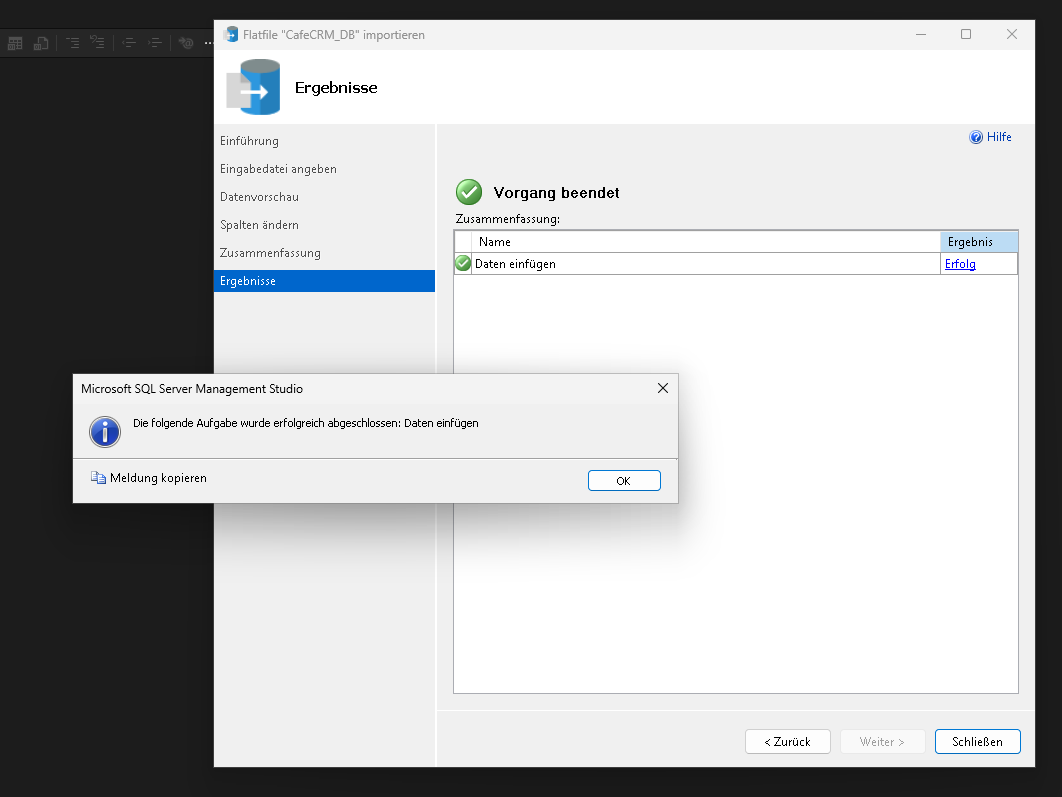 Flatfile "CafeCRM_DB" importieren
Ergebnisse
Einführung
Eingabedatei angeben
Datenvorschau
Spalten ändern
Zusammenfassung
Ergebnisse
Hilfe
Vorgang beendet
Zusammenfassung:
Name Ergebnis
Daten einfügen Erfolg
Microsoft SQL Server Management Studio
Die folgende Aufgabe wurde erfolgreich abgeschlossen: Daten einfügen
Meldung kopieren
OK
< Zurück Weiter > Schließen